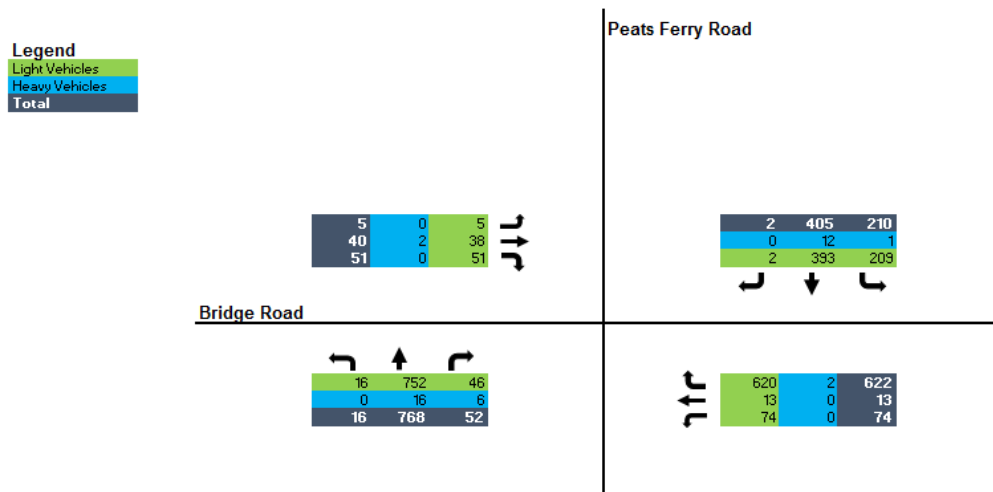 Peats Ferry Road
Legend
Light Vehicles
Heavy Vehicles
Total
5 0 5
40 2 38
51 0 51
2 405 210
0 12 1
2 393 209
Bridge Road
16 752 46
0 16 6
16 768 52
620 2 622
13 0 13
74 0 74